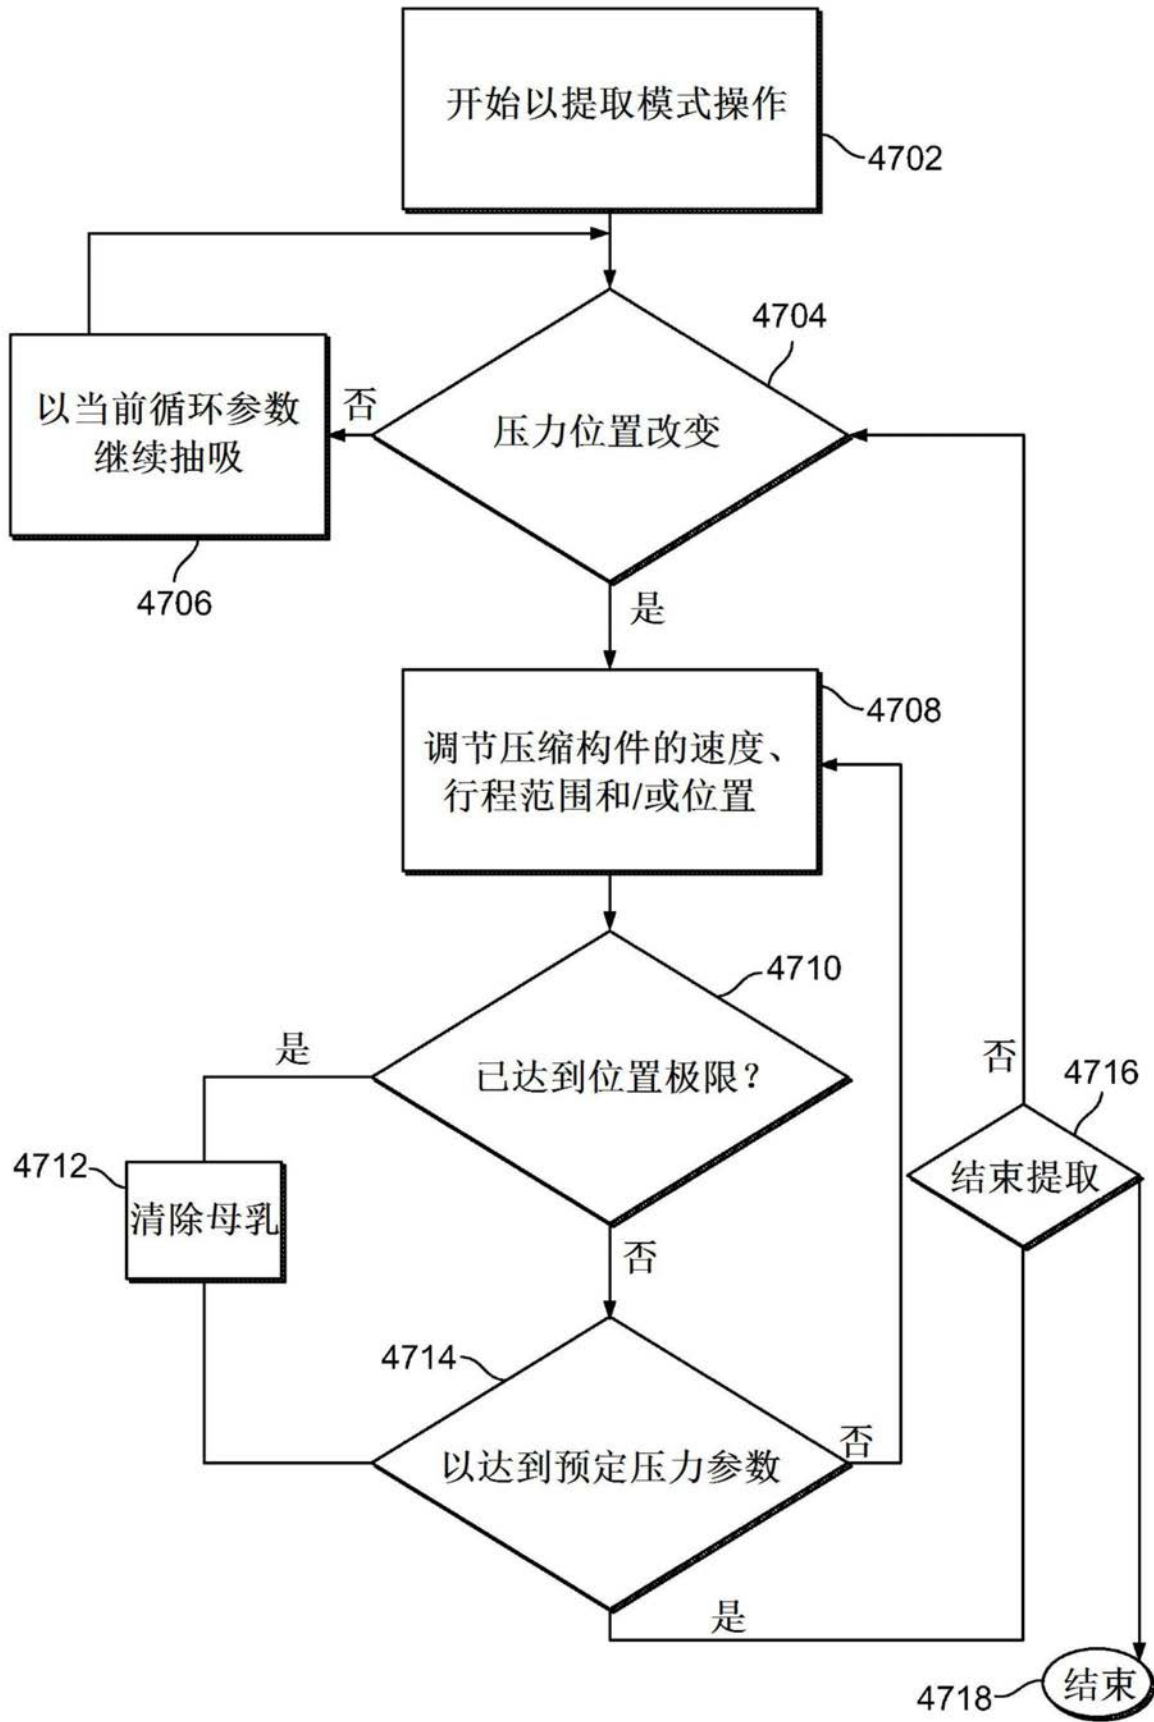 开始以提取模式操作
4702
4704
以当前循环参数
继续抽吸
否
压力位置改变
4706
是
4708
调节压缩构件的速度、
行程范围和/或位置
4710
是
已达到位置极限?
否
4716
4712
清除母乳
结束提取
否
4714
以达到预定压力参数
否
是
4718
结束